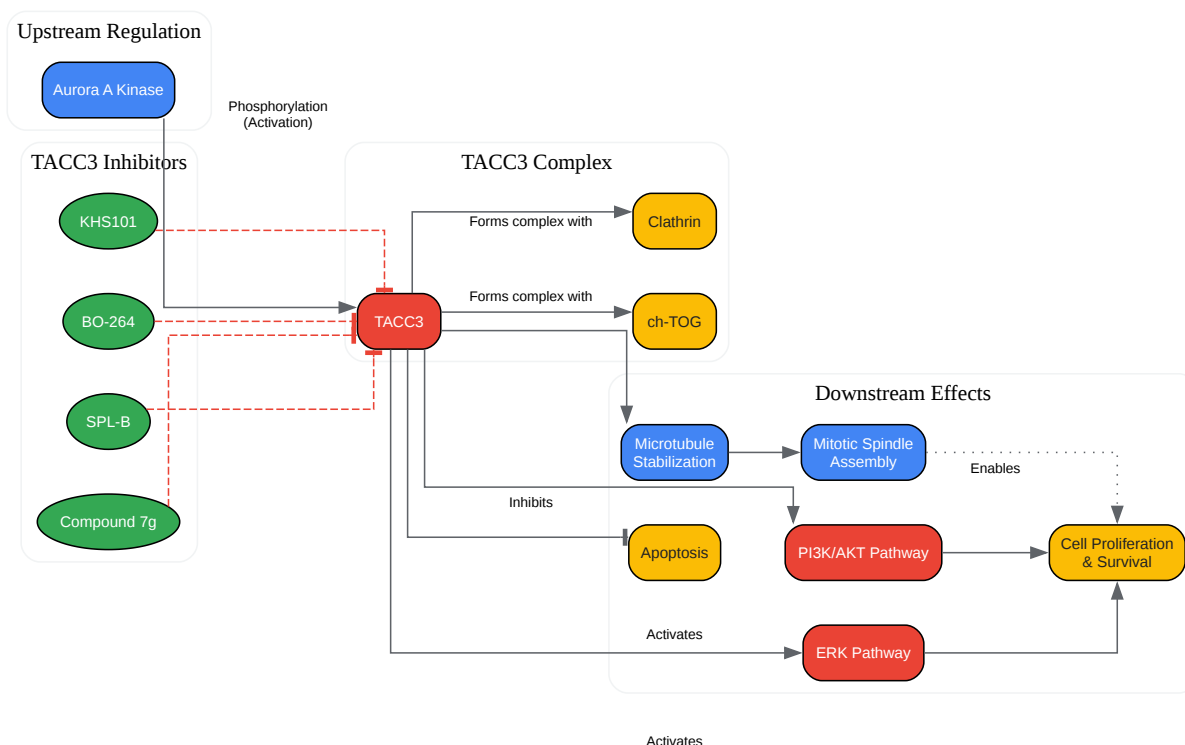 Upstream Regulation
Aurora A Kinase
Phosphorylation
(Activation)
TACC3 Inhibitors
KHS101
BO-264
SPL-B
Compound 7g
TACC3 Complex
Forms complex with
Clathrin
Forms complex with
TACC3
ch-TOG
Downstream Effects
Microtubule
Stabilization
Mitotic Spindle
Assembly
Enables
Inhibits
Apoptosis
PI3K/AKT Pathway
Cell Proliferation
& Survival
Activates
ERK Pathway
Activates